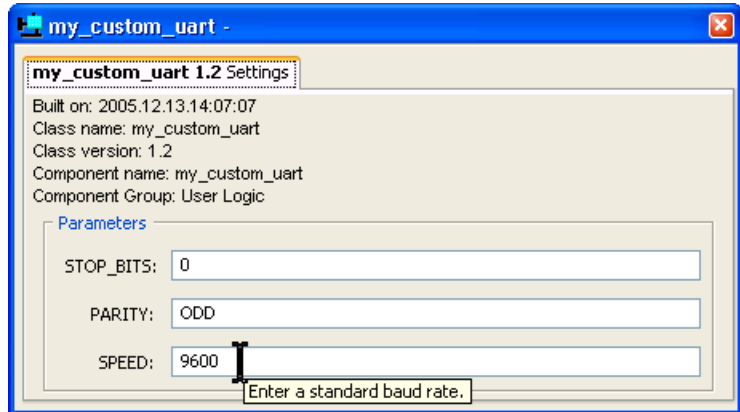 my_custom_uart -
my_custom_uart 1.2 Settings
Built on: 2005.12.13.14:07:07
Class name: my_custom_uart
Class version: 1.2
Component name: my_custom_uart
Component Group: User Logic
Parameters
STOP_BITS: 0
PARITY: ODD
SPEED: 9600
Enter a standard baud rate.